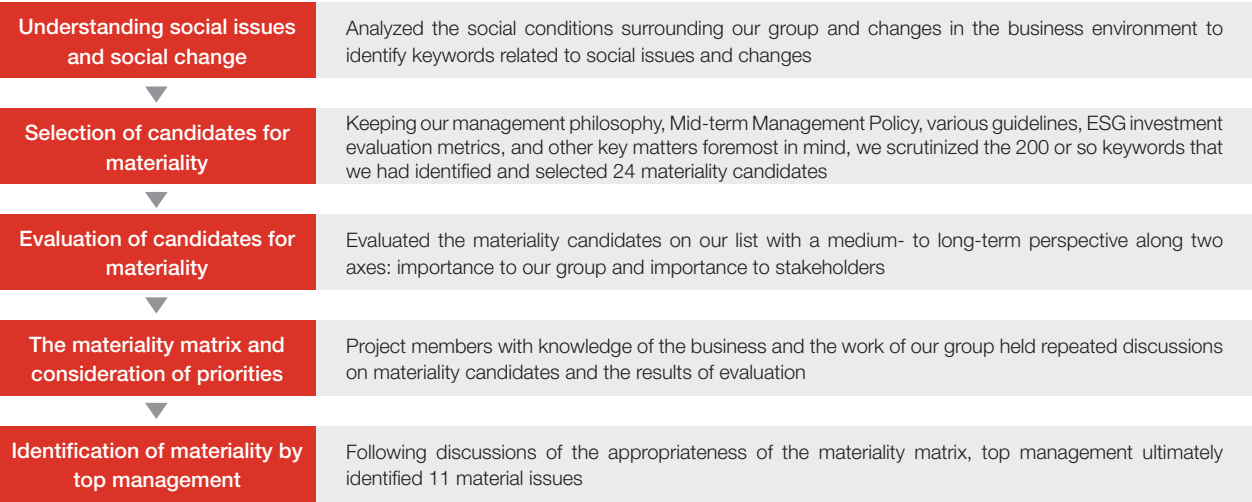 Understanding social issues
and social change
Analyzed the social conditions surrounding our group and changes in the business environment to
identify keywords related to social issues and changes
Selection of candidates for
materiality
Keeping our management philosophy, Mid-term Management Policy, various guidelines, ESG investment
evaluation metrics, and other key matters foremost in mind, we scrutinized the 200 or so keywords that
we had identified and selected 24 materiality candidates
Evaluation of candidates for
materiality
Evaluated the materiality candidates on our list with a medium- to long-term perspective along two
axes: importance to our group and importance to stakeholders
The materiality matrix and
consideration of priorities
Project members with knowledge of the business and the work of our group held repeated discussions
on materiality candidates and the results of evaluation
Identification of materiality by
top management
Following discussions of the appropriateness of the materiality matrix, top management ultimately
identified 11 material issues